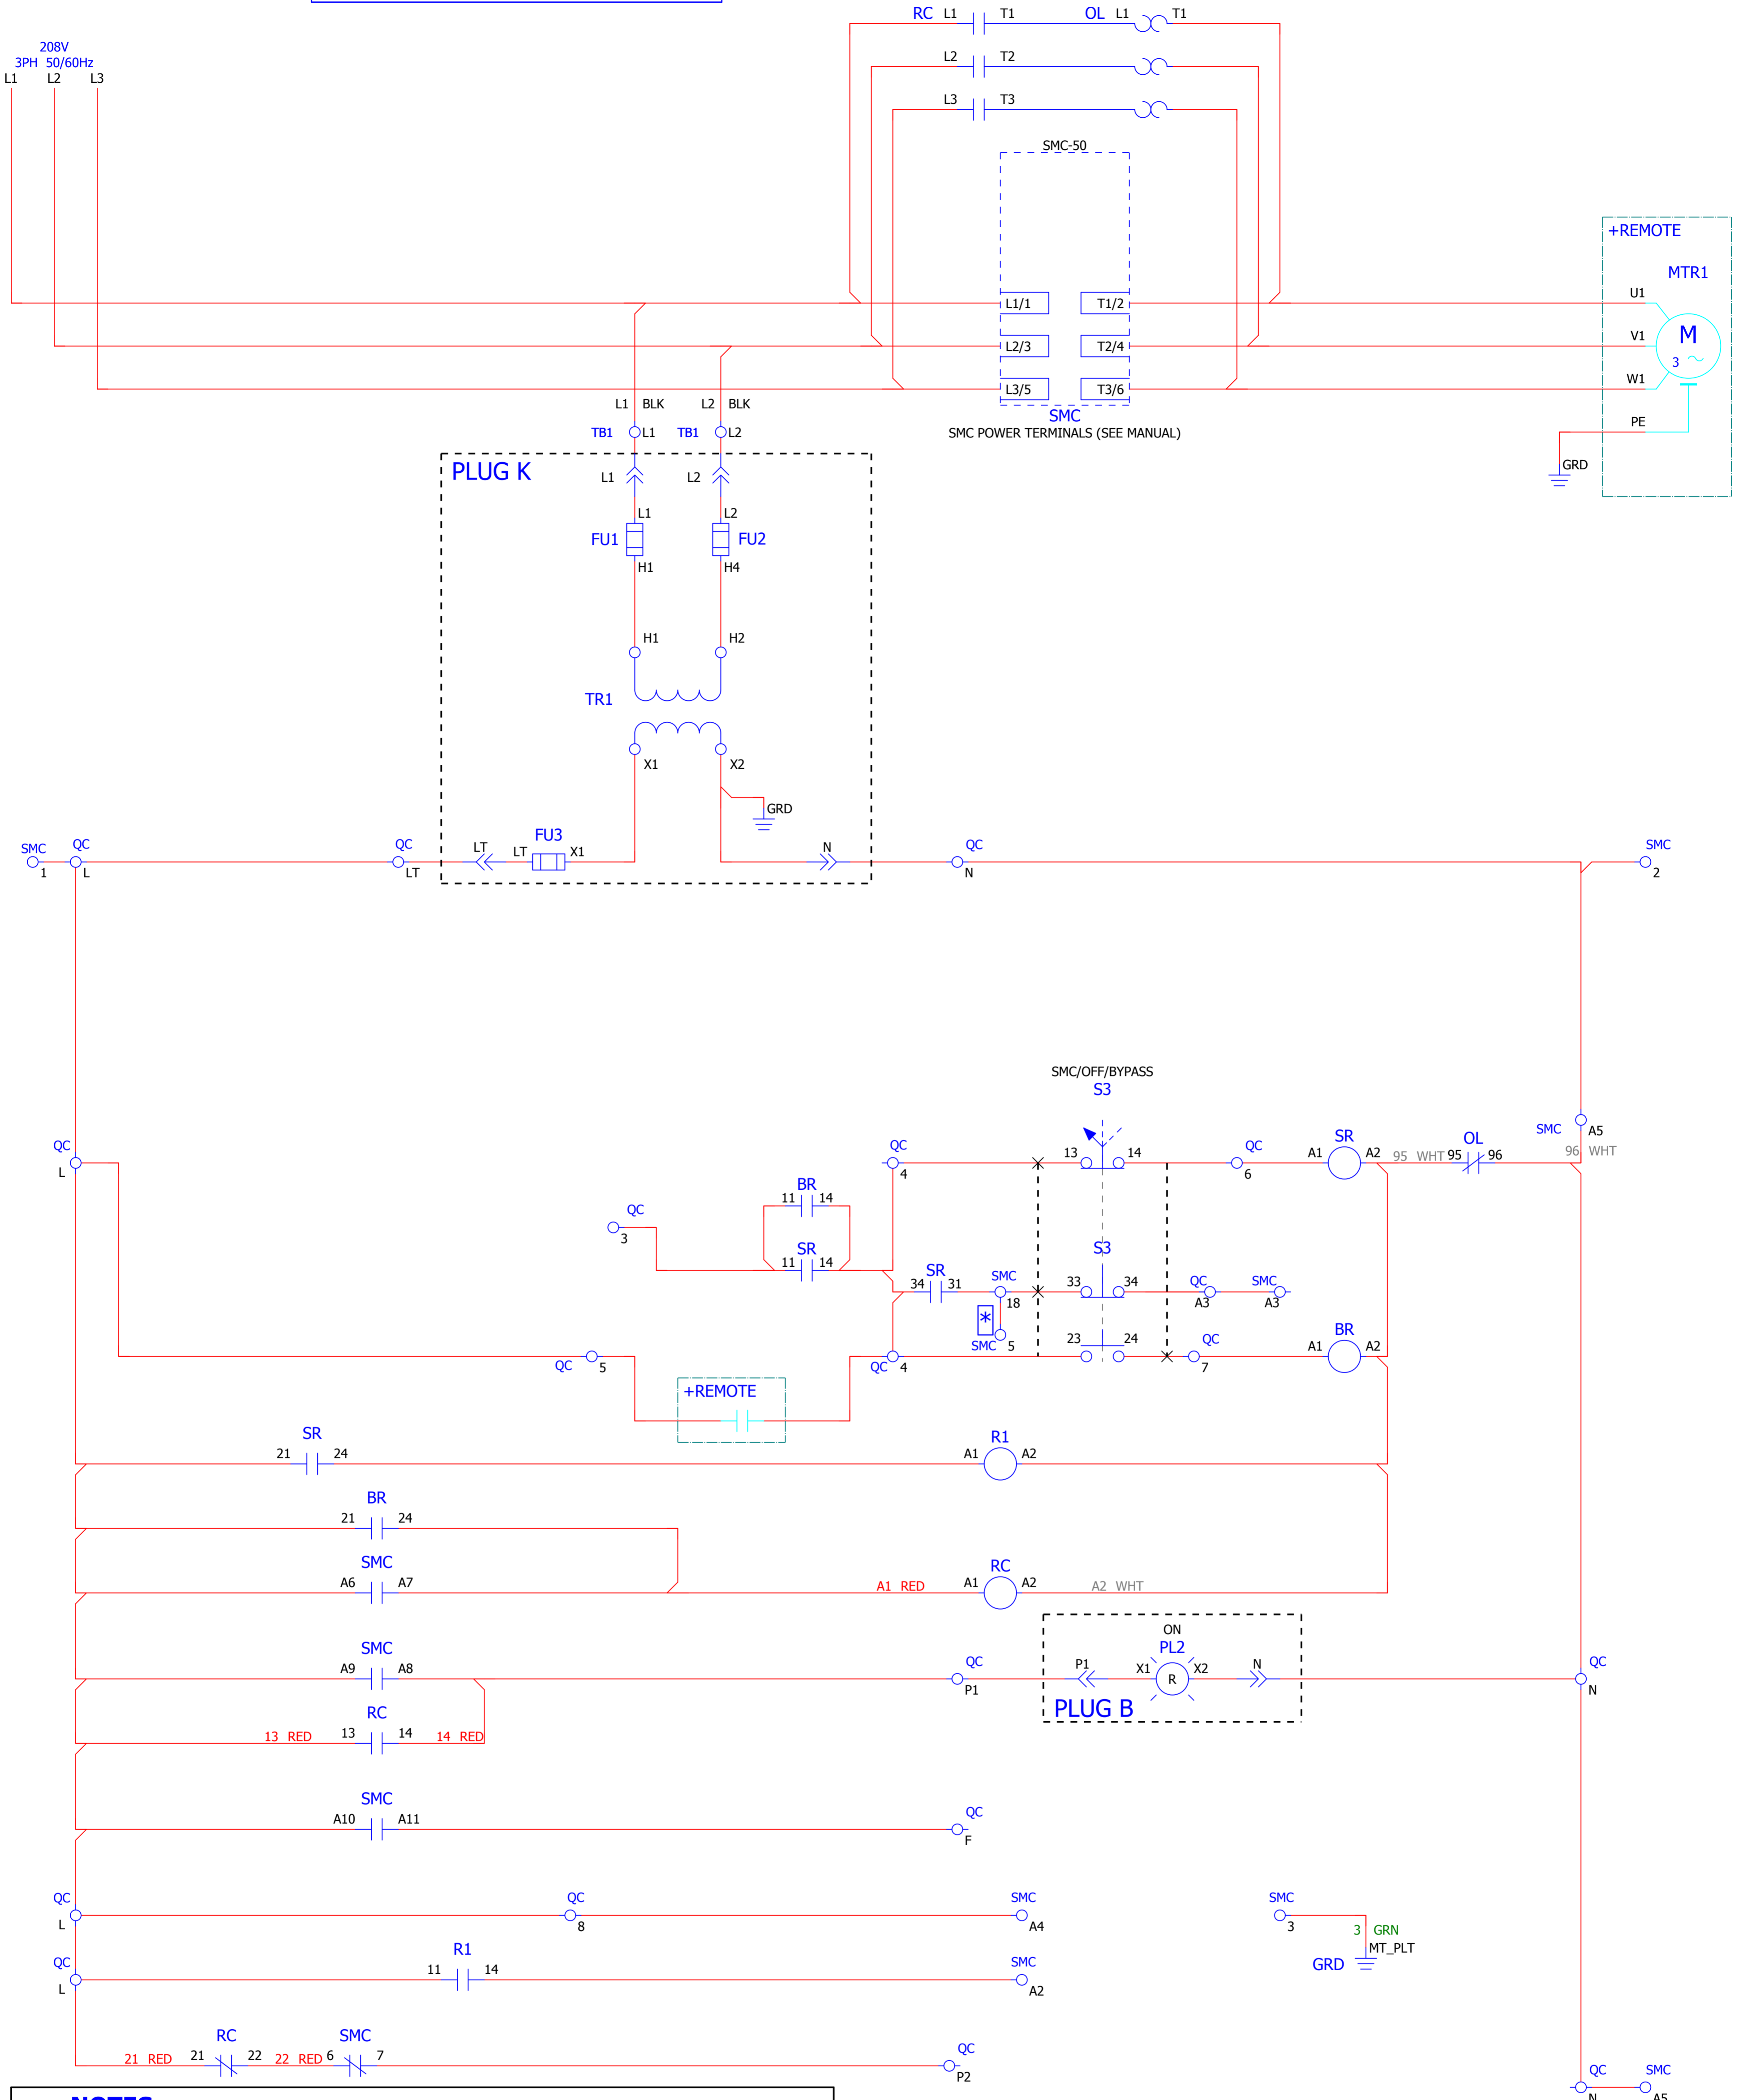 RC L1 T1 OL L1 T1
208V
3PH 50/60Hz
L1 L2 L3
L2 T2
L3 T3
SMC-50
+REMOTE
MTR1
L1/1 T1/2 U1
M
3
L2/3 T2/4 V1
L3/5 T3/6 W1
L1 BLK L2 BLK
SMC
SMC POWER TERMINALS (SEE MANUAL)
PE
TB1 L1 TB1 L2
GRD
PLUG K
L1 L2
L1 L2
FU1 FU2
H1 H4
H1 H2
TR1
X1 X2
GRD
SMC QC QC LT LT FU3 X1 N QC SMC
1 L LT N 2
SMC/OFF/BYPASS
S3
QC QC 13 14 QC SR OL SMC A5
L 4 6 A1 A2 95 WHT 95 96 96 WHT
BR
11 14
QC
3
SR
11 14
S3
SR
34 31 SMC 33 34 QC SMC
18 A3 A3
*
SMC 5
23 24 QC BR
QC 5 QC 4 7 A1 A2
+REMOTE
SR R1
21 24 A1 A2
BR
21 24
SMC RC
A6 A7 A1 RED A1 A2 A2 WHT
ON
SMC QC PL2 QC
A9 A8 P1 P1 X1 R X2 N N
PLUG B
RC
13 RED 13 14 14 RED
SMC QC
A10 A11 F
QC QC SMC SMC
L 8 A4 3
3 GRN
MT_PLT
GRD
QC R1 SMC
L 11 14 A2
RC SMC QC
21 RED 21 22 22 RED 6 7 P2
QC SMC
N A5
NOTES